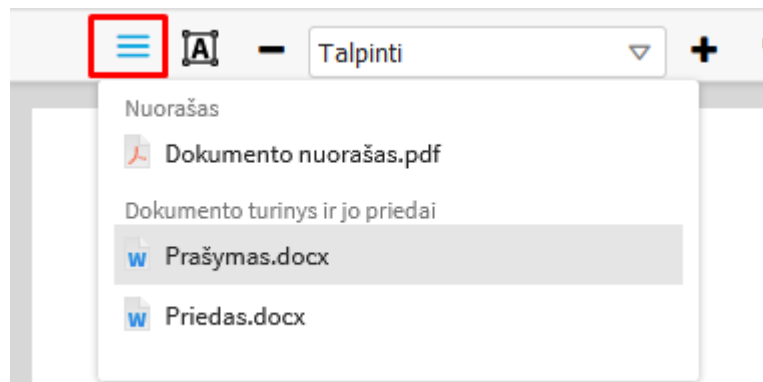 A
Talpinti
Nuorašas
Dokumento nuorašas.pdf
Dokumento turinys ir jo priedai
W Prašymas.docx
W Priedas.docx